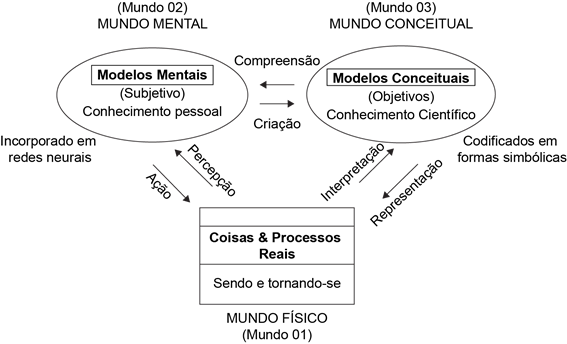 (Mundo 02)
MUNDO MENTAL
(Mundo 03)
MUNDO CONCEITUAL
Modelos Mentais
(Subjetivo)
Conhecimento pessoal
Compreensão
Criação
Modelos Conceituais
(Objetivos)
Conhecimento Científico
Incorporado em
redes neurais
Codificados em
formas simbólicas
Ação
Percepção
Interpretação
Representação
Coisas & Processos
Reais
Sendo e tornando-se
MUNDO FÍSICO
(Mundo 01)